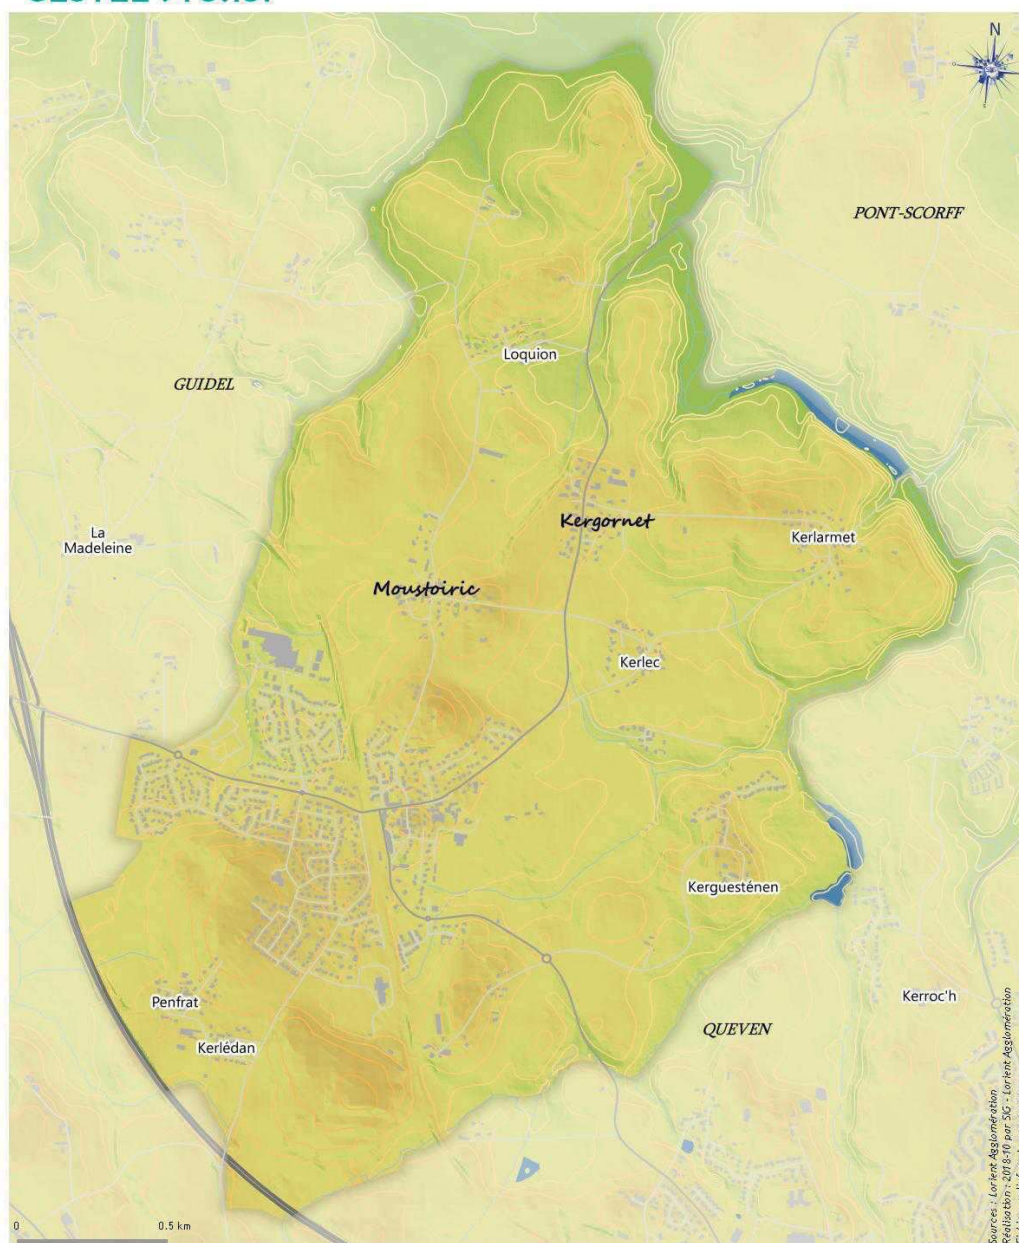 N
PONT-SCORFF
Loquion
GUIDEL
Kergornet
La
Madeleine
Kerlarmet
Moustoiric
Kerlec
Kerguesténen
Penfrat
Kerroc'h
QUEVEN
Kerlédan
0 0.5 km
Sources : Lorient Agglomération
Réalisation : 2018-10 par SIG - Lorient Agglomération